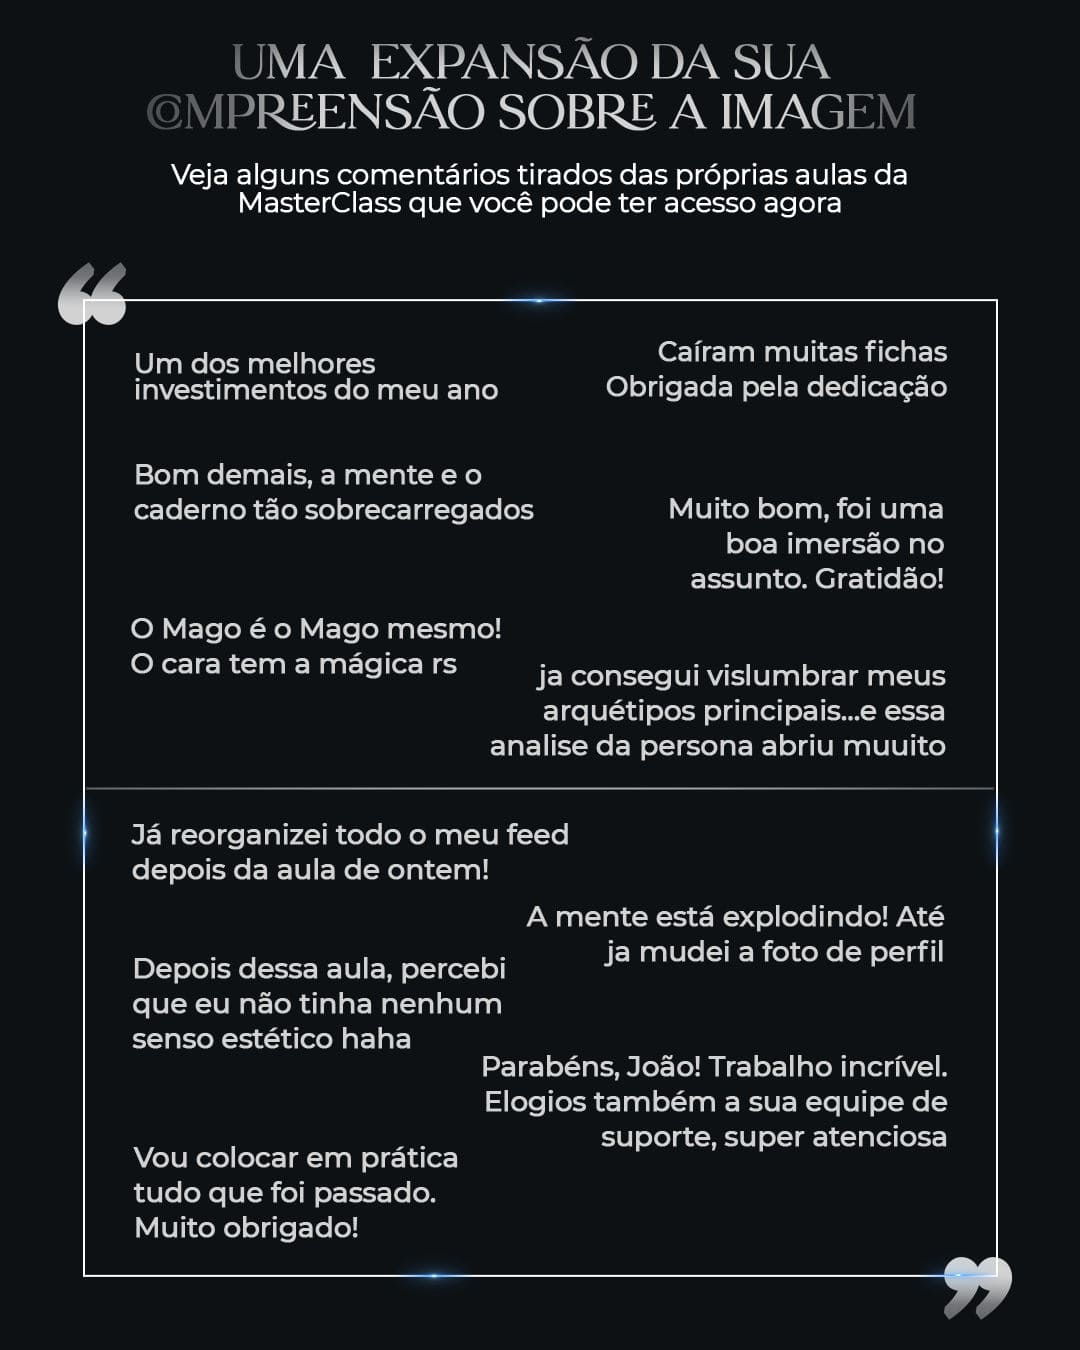 UMA EXPANSÃO DA SUA
COMPREENSÃO SOBRE A IMAGEM
Veja alguns comentários tirados das próprias aulas da
MasterClass que você pode ter acesso agora
“
Um dos melhores
investimentos do meu ano
Caíram muitas fichas
Obrigada pela dedicação
Bom demais, a mente e o
caderno tão sobrecarregados
Muito bom, foi uma
boa imersão no
assunto. Gratidão!
O Mago é o Mago mesmo!
O cara tem a mágica rs
ja consegui vislumbrar meus
arquétipos principais...e essa
analise da persona abriu muuito
Já reorganizei todo o meu feed
depois da aula de ontem!
A mente está explodindo! Até
ja mudei a foto de perfil
Depois dessa aula, percebi
que eu não tinha nenhum
senso estético haha
Parabéns, João! Trabalho incrível.
Elogios também a sua equipe de
suporte, super atenciosa
Vou colocar em prática
tudo que foi passado.
Muito obrigado!
”